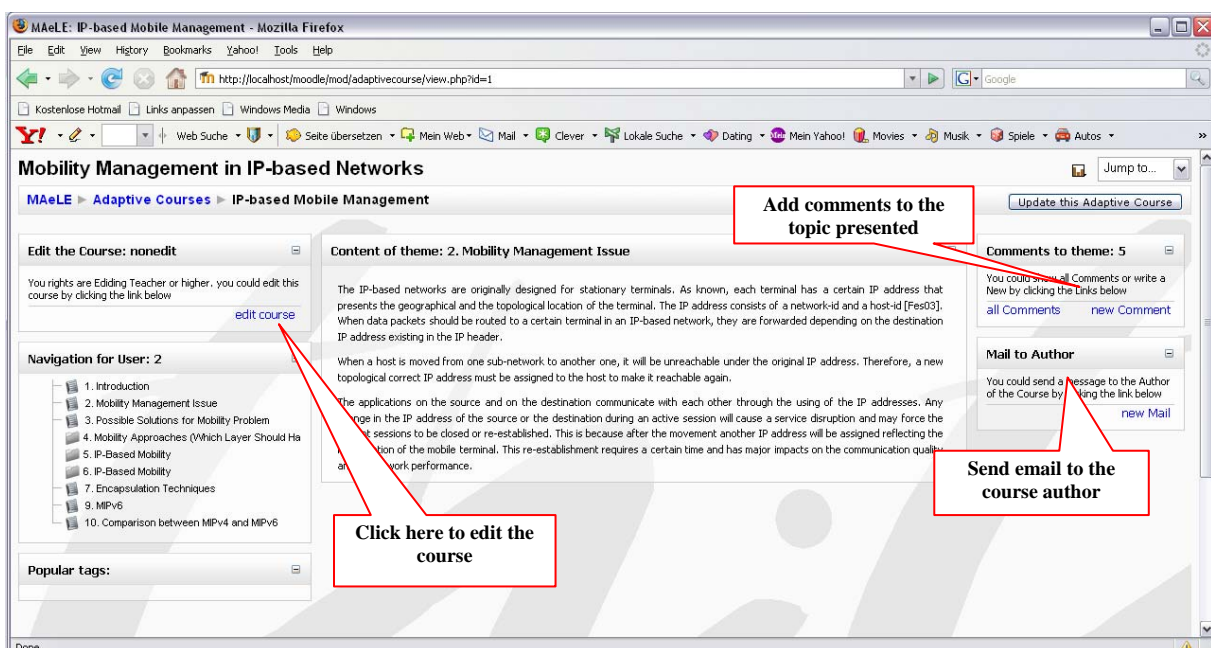 MAeLE: IP-based Mobile Management - Mozilla Firefox
File Edit View History Bookmarks Yahoo! Tools Help
http://localhost/moodle/mod/adaptivecourse/view.php?id=1
Google
Kostenlose Hotmail Links anpassen Windows Media Windows
Web Suche Seite übersetzen Mein Web Mail Clever Lokale Suche Dating Mein Yahoo! Movies Musik Spiele Autos »
Mobility Management in IP-based Networks
Jump to...
MAeLE ► Adaptive Courses ► IP-based Mobile Management
Update this Adaptive Course
Add comments to the
topic presented
Edit the Course: nonedit
You rights are Editing Teacher or higher. you could edit this
course by clicking the link below
edit course
Navigation for User: 2
1. Introduction
2. Mobility Management Issue
3. Possible Solutions for Mobility Problem
4. Mobility Approaches (Which Layer Should Ha
5. IP-Based Mobility
6. IP-Based Mobility
7. Encapsulation Techniques
9. MIPv6
10. Comparison between MIPv4 and MIPv6
Popular tags:
Content of theme: 2. Mobility Management Issue
The IP-based networks are originally designed for stationary terminals. As known, each terminal has a certain IP address that
presents the geographical and the topological location of the terminal. The IP address consists of a network-id and a host-id [Fes03].
When data packets should be routed to a certain terminal in an IP-based network, they are forwarded depending on the destination
IP address existing in the IP header.
When a host is moved from one sub-network to another one, it will be unreachable under the original IP address. Therefore, a new
topological correct IP address must be assigned to the host to make it reachable again.
The applications on the source and on the destination communicate with each other through the using of the IP addresses. Any
in the IP address of the source or the destination during an active session will cause a service disruption and may force the
sessions to be closed or re-established. This is because after the movement another IP address will be assigned reflecting the
of the mobile terminal. This re-establishment requires a certain time and has major impacts on the communication quality
performance.
Click here to edit the
course
Comments to theme: 5
You could show all Comments or write a
New by clicking the Links below
all Comments new Comment
Mail to Author
You could send a message to the Author
of the Course by clicking the link below
new Mail
Send email to the
course author
Done